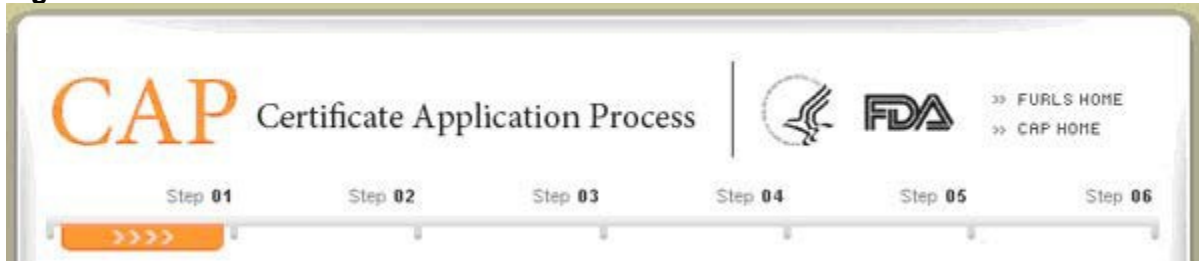 CAP Certificate Application Process
FDA
>> FURLS HOME
>> CAP HOME
Step 01 Step 02 Step 03 Step 04 Step 05 Step 06
>>>>